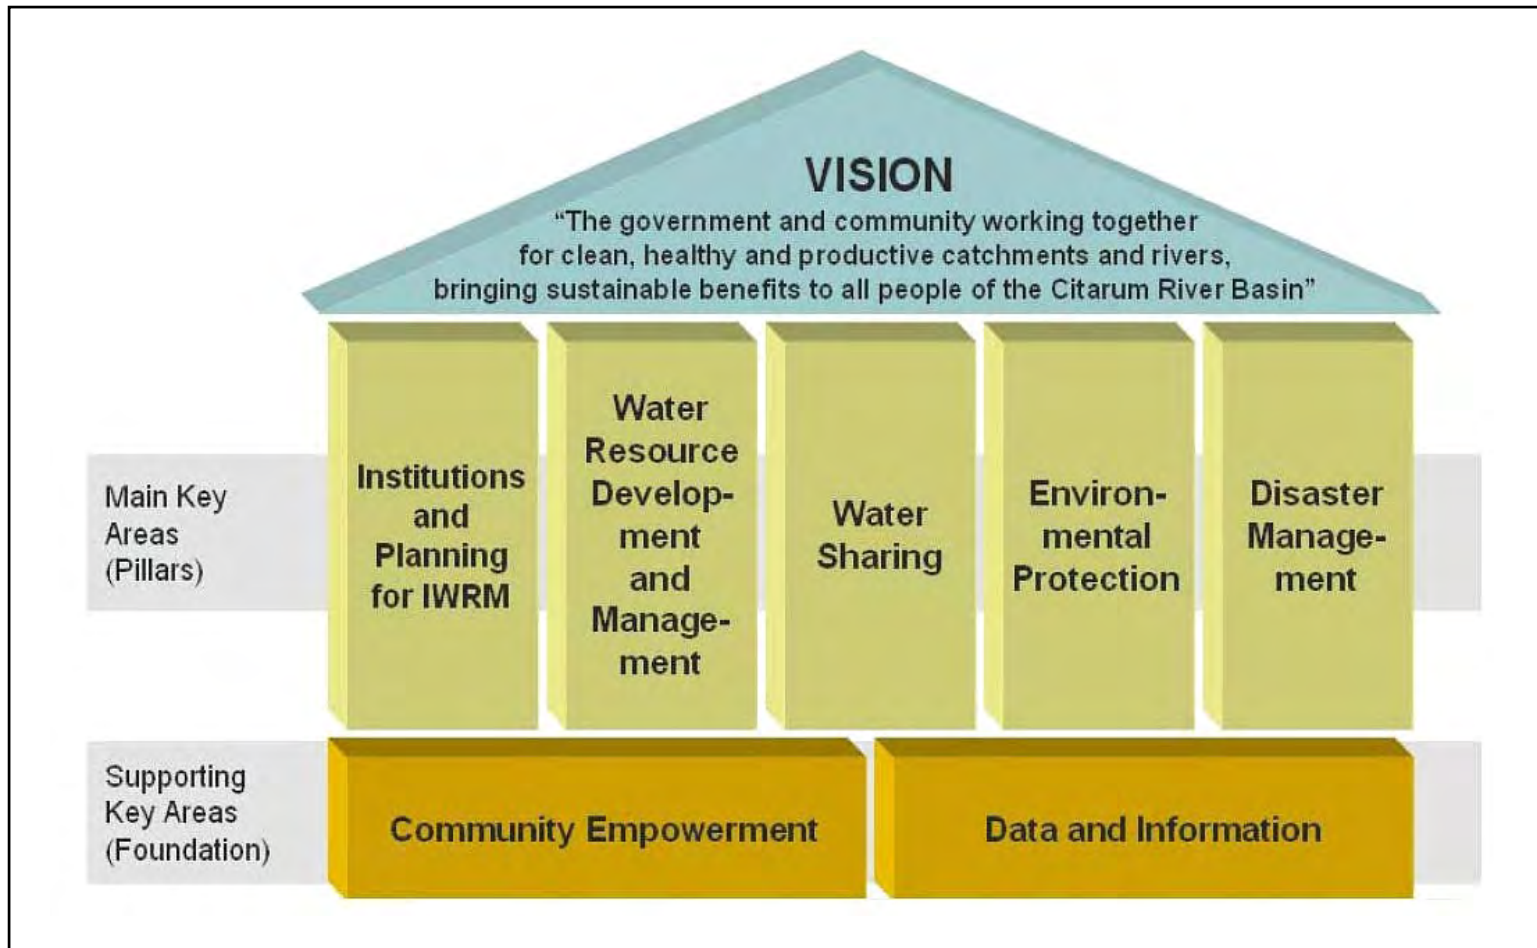 VISION
“The government and community working together
for clean, healthy and productive catchments and rivers,
bringing sustainable benefits to all people of the Citarum River Basin”
Main Key
Areas
(Pillars)
Institutions
and
Planning
for IWRM
Water
Resource
Develop-
ment
and
Manage-
ment
Water
Sharing
Environ-
mental
Protection
Disaster
Manage-
ment
Supporting
Key Areas
(Foundation)
Community Empowerment
Data and Information